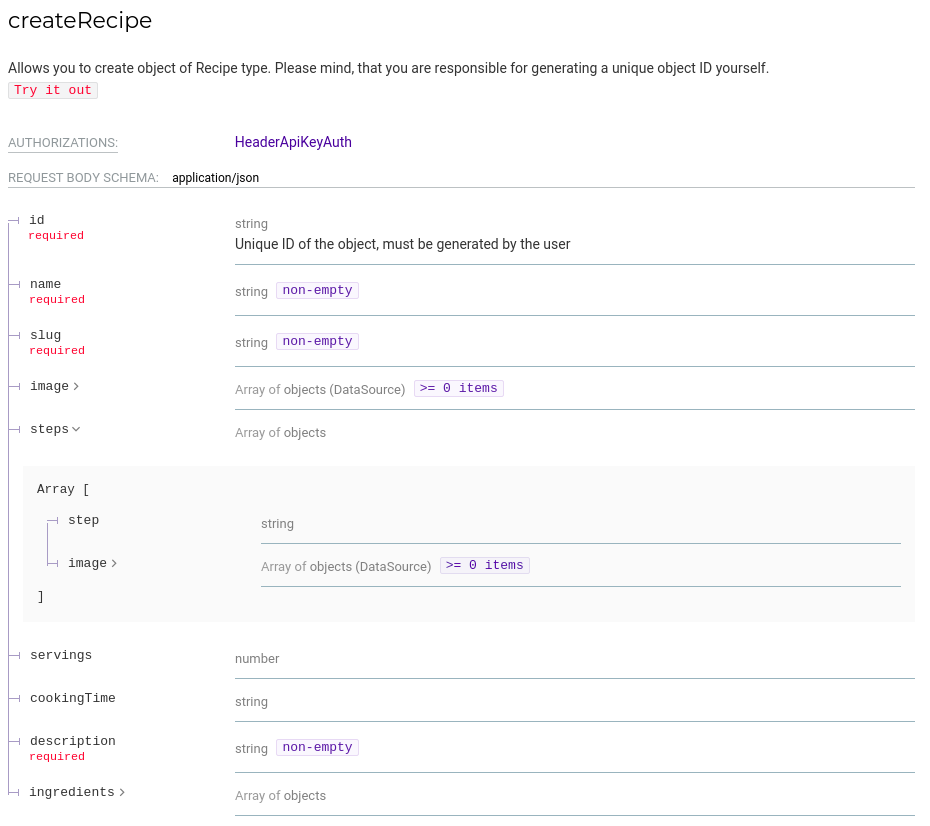 createRecipe
Allows you to create object of Recipe type. Please mind, that you are responsible for generating a unique object ID yourself.
Try it out
AUTHORIZATIONS: HeaderApiKeyAuth
REQUEST BODY SCHEMA: application/json
id
required
string
Unique ID of the object, must be generated by the user
name
required
string non-empty
slug
required
string non-empty
image Array of objects (DataSource) >= 0 items
steps Array of objects
Array [
step string
image Array of objects (DataSource) >= 0 items
]
servings number
cookingTime string
description
required
string non-empty
ingredients Array of objects